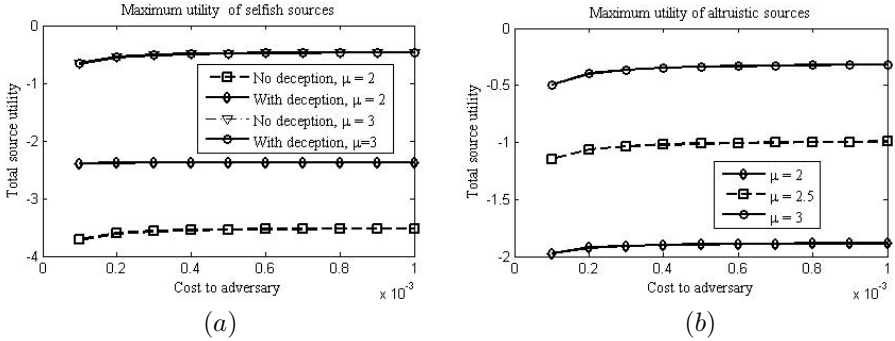 Maximum utility of selfish sources
0
-1
-2
-3
-4
Total source utility
No deception, μ = 2
With deception, μ = 2
No deception, μ = 3
With deception, μ=3
0 0.2 0.4 0.6 0.8 1
Cost to adversary
x 10-3
(a)
Maximum utility of altruistic sources
0
-0.5
-1
-1.5
-2
Total source utility
μ = 2
μ = 2.5
μ = 3
0 0.2 0.4 0.6 0.8 1
Cost to adversary
x 10-3
(b)